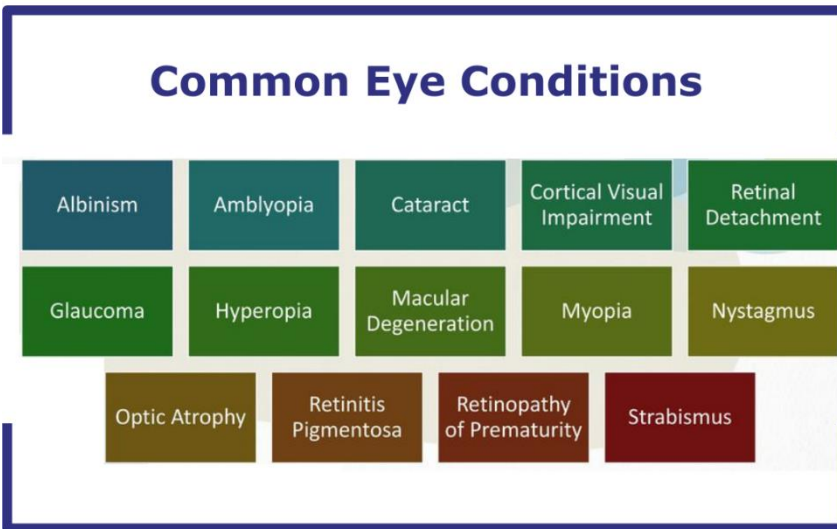 Common Eye Conditions
Albinism
Amblyopia
Cataract
Cortical Visual
Impairment
Retinal
Detachment
Glaucoma
Hyperopia
Macular
Degeneration
Myopia
Nystagmus
Optic Atrophy
Retinitis
Pigmentosa
Retinopathy
of Prematurity
Strabismus